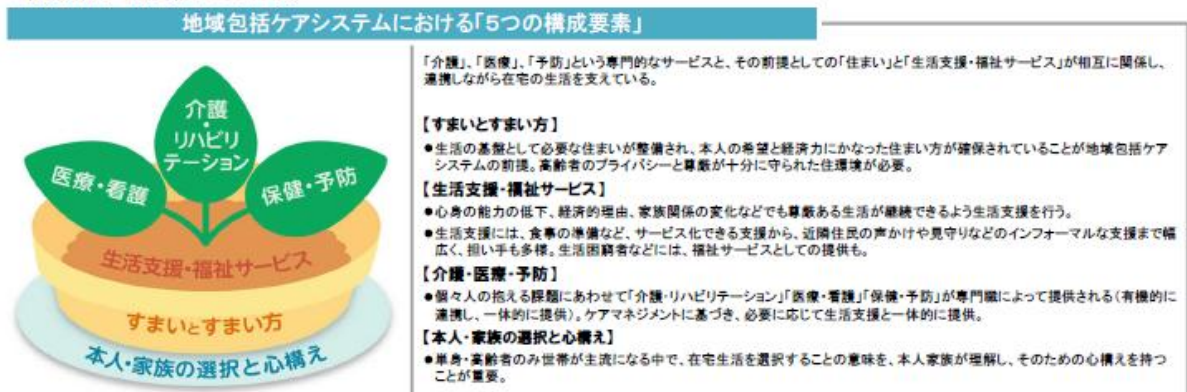 地域包括ケアシステムにおける「5つの構成要素」
介護
・
リハビリ
テーション
医療・看護
保健・予防
生活支援・福祉サービス
すまいとすまい方
本人・家族の選択と心構え
「介護」、「医療」、「予防」という専門的なサービスと、その前提としての「住まい」と「生活支援・福祉サービス」が相互に関係し、
連携しながら在宅の生活を支えている。
【すまいとすまい方】
●生活の基盤として必要な住まいが整備され、本人の希望と経済力にかなった住まい方が確保されていることが地域包括ケア
システムの前提。高齢者のプライバシーと尊厳が十分に守られた住環境が必要。
【生活支援・福祉サービス】
●心身の能力の低下、経済的理由、家族関係の変化などでも尊厳ある生活が継続できるよう生活支援を行う。
●生活支援には、食事の準備など、サービス化できる支援から、近隣住民の声かけや見守りなどのインフォーマルな支援まで幅
広く、担い手も多様。生活困窮者などには、福祉サービスとしての提供も。
【介護・医療・予防】
●個々人の抱える課題にあわせて「介護・リハビリテーション」「医療・看護」「保健・予防」が専門職によって提供される(有機的に
連携し、一体的に提供)。ケアマネジメントに基づき、必要に応じて生活支援と一体的に提供。
【本人・家族の選択と心構え】
●単身・高齢者のみ世帯が主流になる中で、在宅生活を選択することの意味を、本人家族が理解し、そのための心構えを持つ
ことが重要。